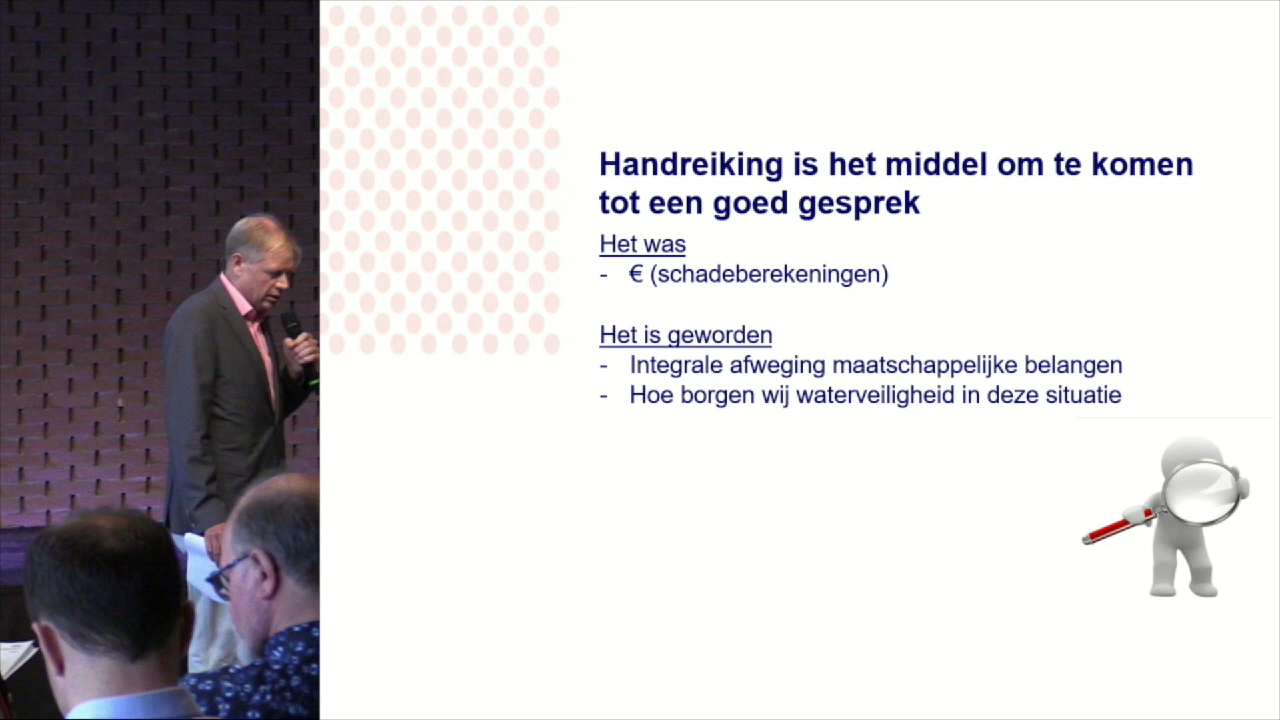 Handreiking is het middel om te komen
tot een goed gesprek
Het was
- € (schadeberekeningen)
Het is geworden
- Integrale afweging maatschappelijke belangen
- Hoe borgen wij waterveiligheid in deze situatie